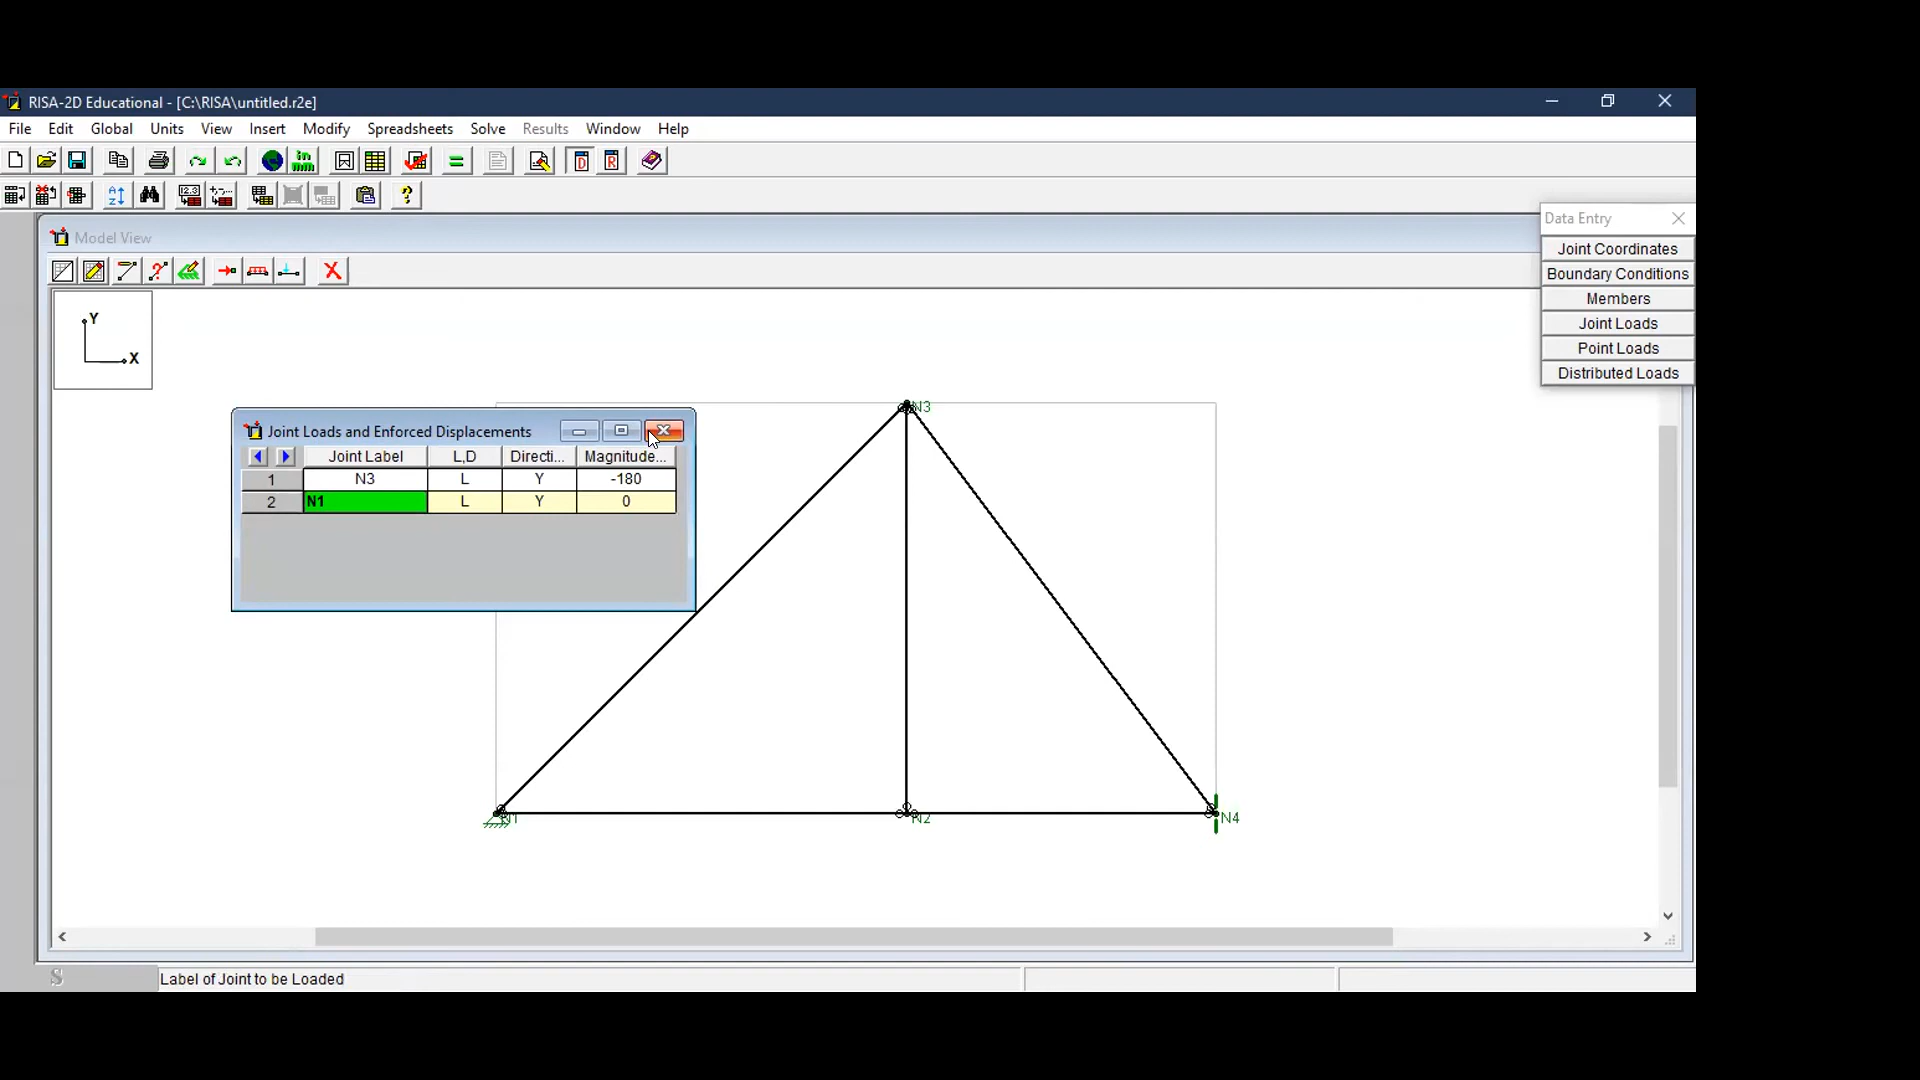 RISA-2D Educational - [C:\RISA\untitled.r2e]
File Edit Global Units View Insert Modify Spreadsheets Solve Results Window Help
Model View
Data Entry
Joint Coordinates
Boundary Conditions
Members
Joint Loads
Point Loads
Distributed Loads
Y
X
Joint Loads and Enforced Displacements
Joint Label L,D Directi... Magnitude...
1 N3 L Y -180
2 N1 L Y 0
N3
N1
N2
N4
S
Label of Joint to be Loaded